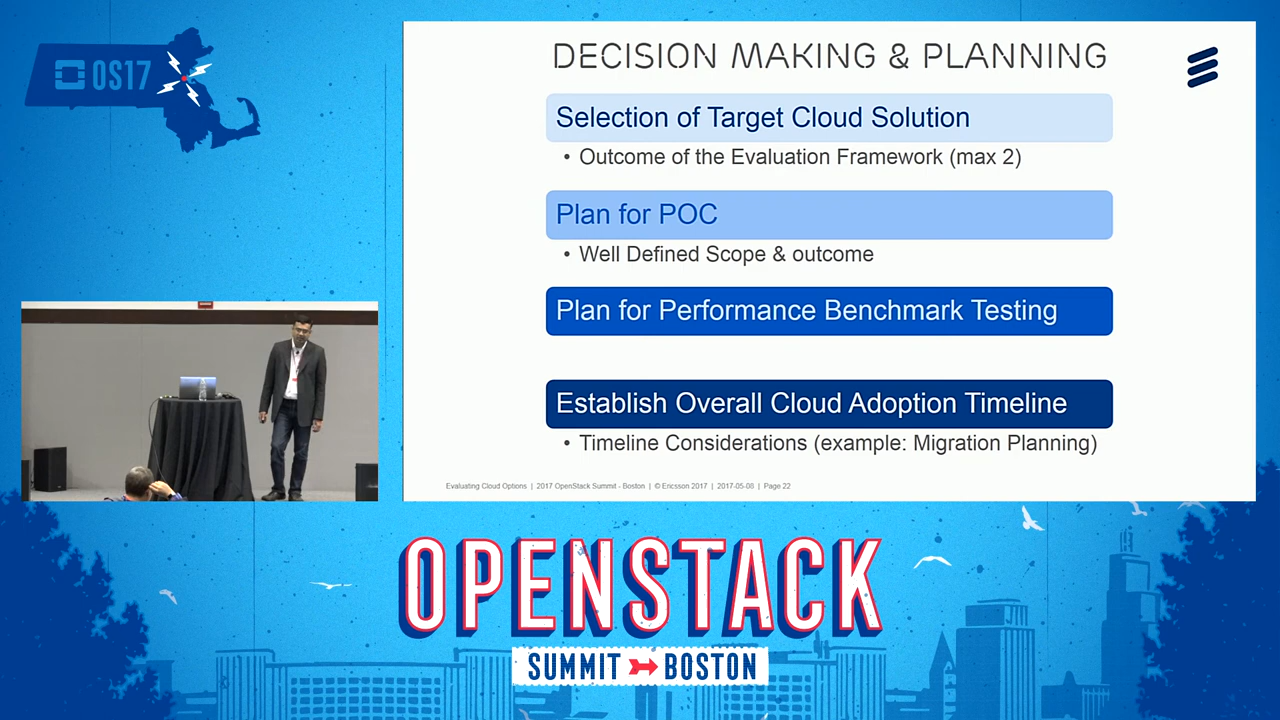 OS17
DECISION MAKING & PLANNING
Selection of Target Cloud Solution
• Outcome of the Evaluation Framework (max 2)
Plan for POC
• Well Defined Scope & outcome
Plan for Performance Benchmark Testing
Establish Overall Cloud Adoption Timeline
• Timeline Considerations (example: Migration Planning)
Evaluating Cloud Options | 2017 OpenStack Summit - Boston | © Ericsson 2017 | 2017-05-08 | Page 22
OPENSTACK
SUMMIT BOSTON